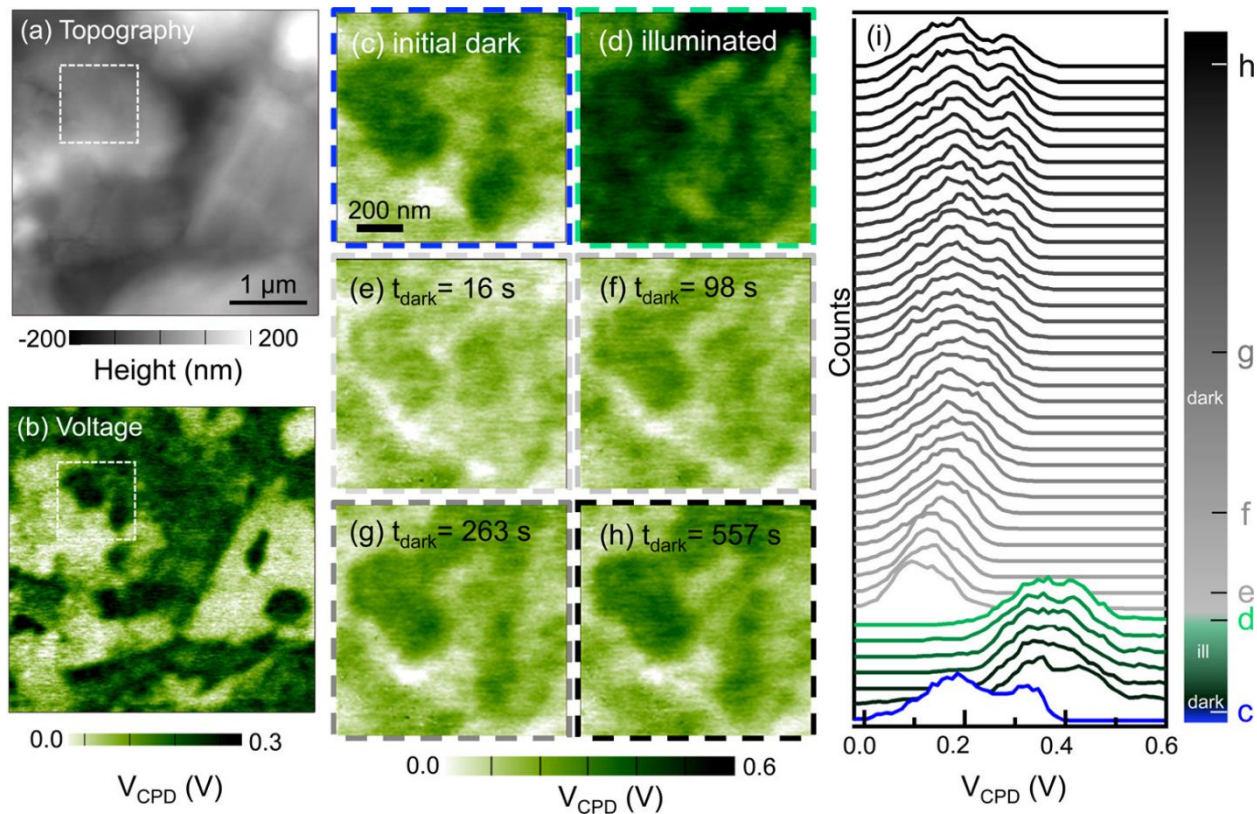 (a) Topography
1 µm
-200 200
Height (nm)
(b) Voltage
0.0 0.3
V_CPD (V)
(c) initial dark
200 nm
(d) illuminated
(e) t_dark= 16 s
(f) t_dark= 98 s
(g) t_dark= 263 s
(h) t_dark= 557 s
0.0 0.6
V_CPD (V)
(i)
Counts
0.0 0.2 0.4 0.6
V_CPD (V)
h
g
dark
f
e
d
ill
dark
c